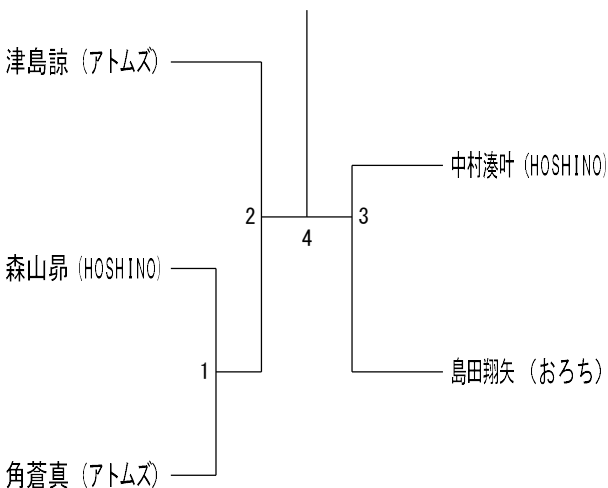 津島諒 (アトムズ)
中村湊叶 (HOSHINO)
2
3
4
森山昴 (HOSHINO)
1
島田翔矢 (おろち)
角蒼真 (アトムズ)